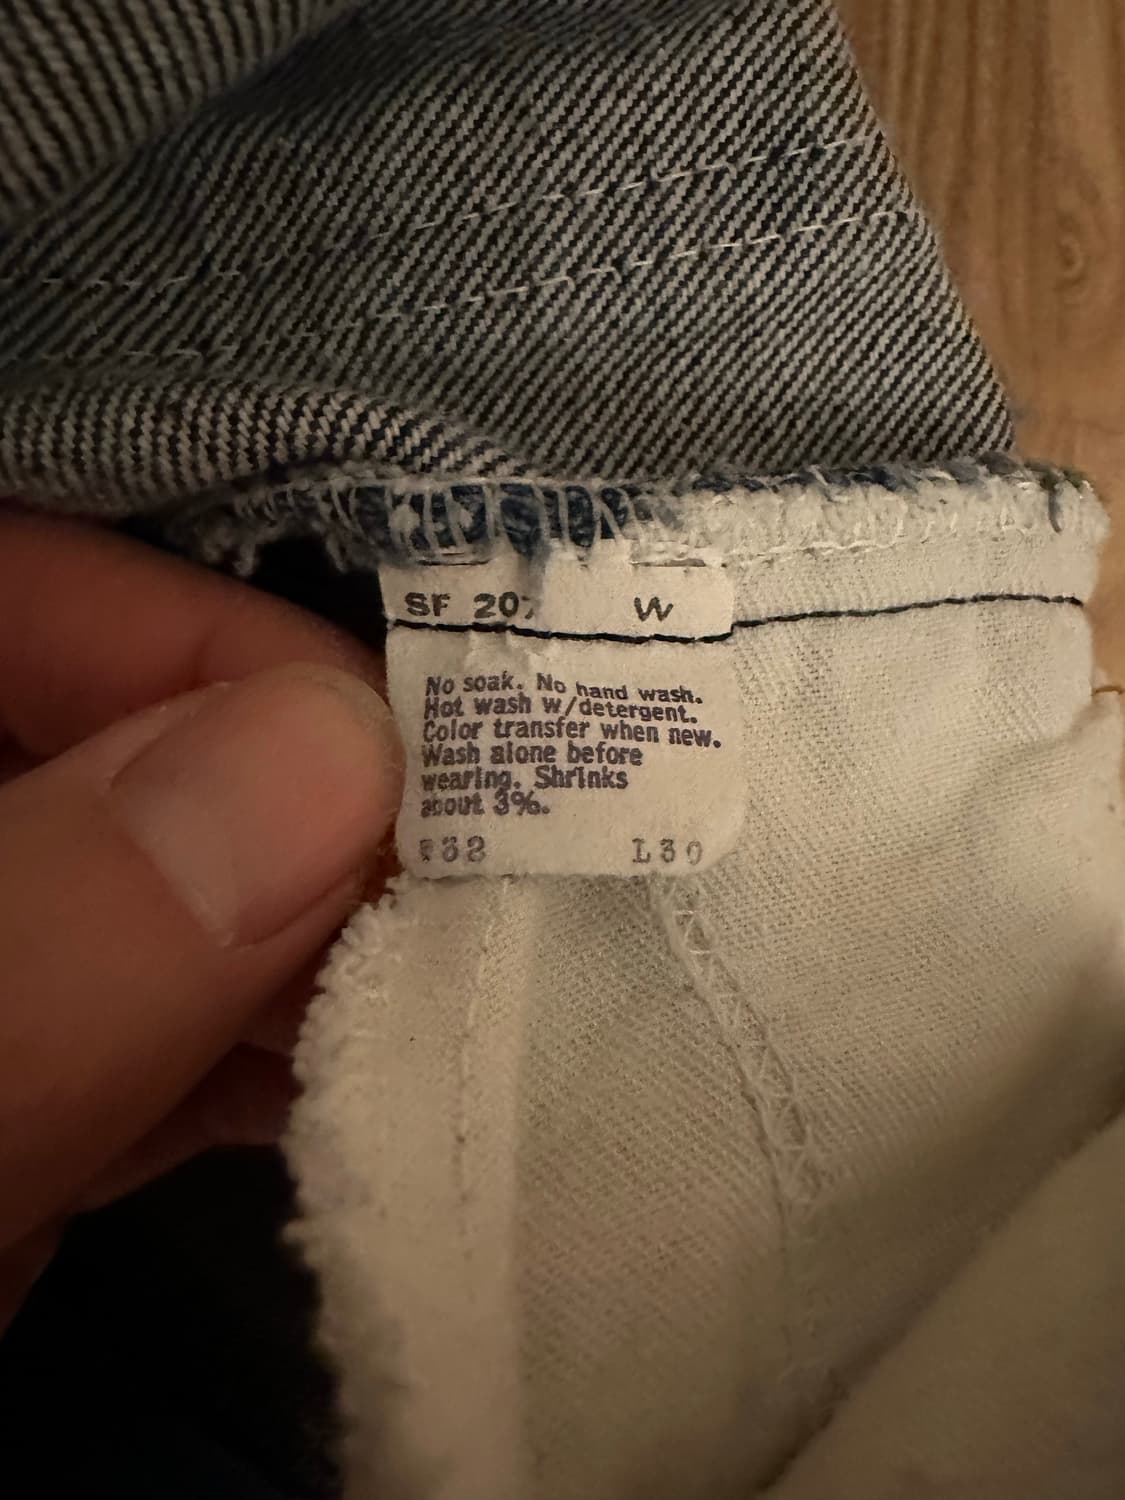 SF 207 W
No soak. No hand wash.
Hot wash w/detergent.
Color transfer when new.
Wash alone before
wearing. Shrinks
about 3%.
L30